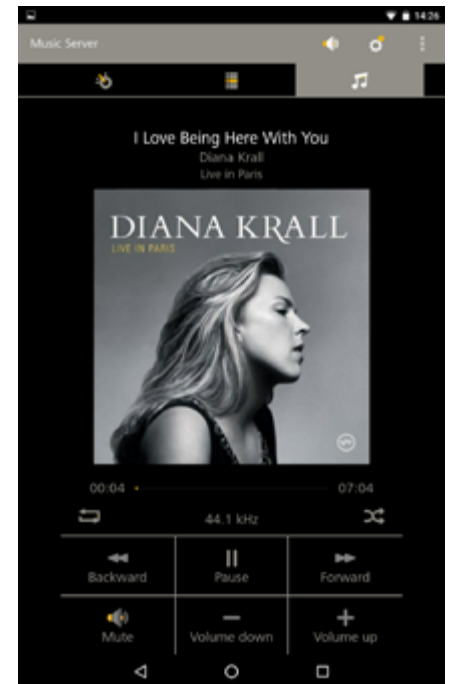 14:26
Music Server
I Love Being Here With You
Diana Krall
Live in Paris
DIANA KRALL
LIVE IN PARIS
00:04 07:04
44.1 kHz
Backward Pause Forward
Mute Volume down Volume up